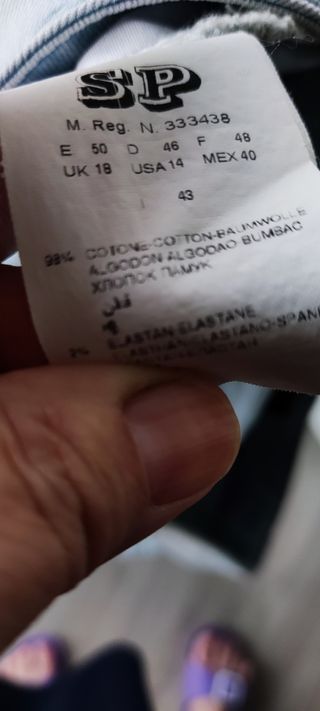 SP
M. Reg. N. 333438
E 50 D 46 F 48
UK 18 USA 14 MEX 40
43
98% COTONE-COTTON-BAUMWOLLE
ALGODON ALGODAO BUMBAC
ХЛОПОК ПАМУК
قطن
2% ELASTAN-ELASTANE